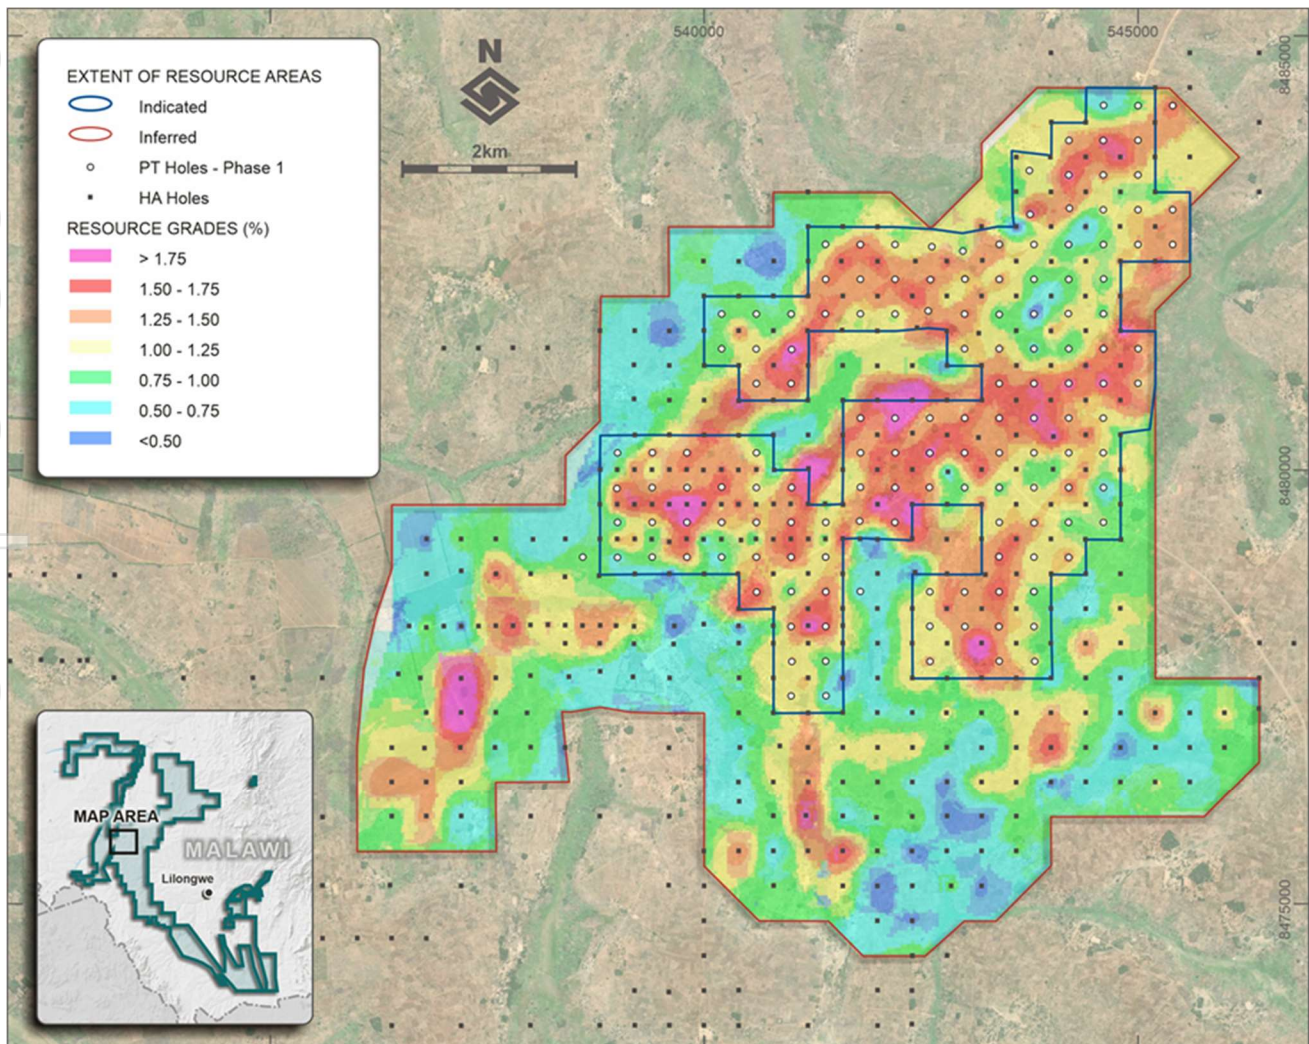 540000
545000
8485000
8480000
8475000
N
2km
EXTENT OF RESOURCE AREAS
Indicated
Inferred
PT Holes - Phase 1
HA Holes
RESOURCE GRADES (%)
> 1.75
1.50 - 1.75
1.25 - 1.50
1.00 - 1.25
0.75 - 1.00
0.50 - 0.75
<0.50
MAP AREA
MALAWI
Lilongwe